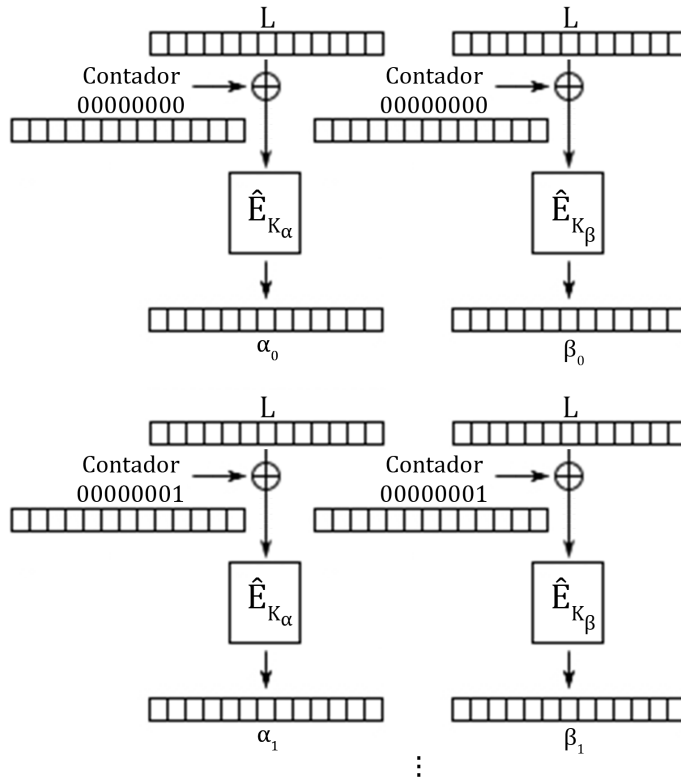 L L
Contador Contador
00000000 00000000
Ê_Kα Ê_Kβ
α₀ β₀
L L
Contador Contador
00000001 00000001
Ê_Kα Ê_Kβ
α₁ β₁
⋮